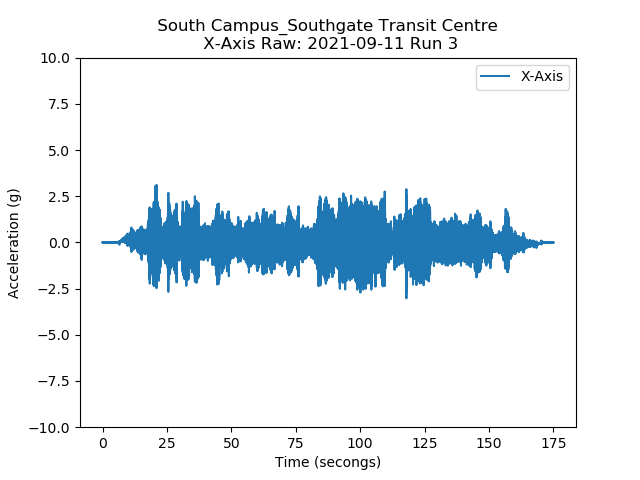 South Campus_Southgate Transit Centre
X-Axis Raw: 2021-09-11 Run 3
X-Axis
10.0
7.5
5.0
2.5
0.0
−2.5
−5.0
−7.5
−10.0
Acceleration (g)
0 25 50 75 100 125 150 175
Time (secongs)